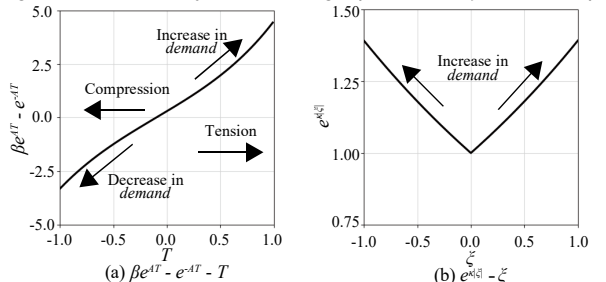 5.0
2.5
0.0
-2.5
-5.0
-1.0 -0.5 0.0 0.5 1.0
βe^{AT} - e^{-AT}
T
Increase in
demand
Compression
Tension
Decrease in
demand
(a) βe^{AT} - e^{-AT} - T
1.50
1.25
1.00
0.75
-1.0 -0.5 0.0 0.5 1.0
e^{κ|ξ|}
ξ
Increase in
demand
(b) e^{κ|ξ|} - ξ